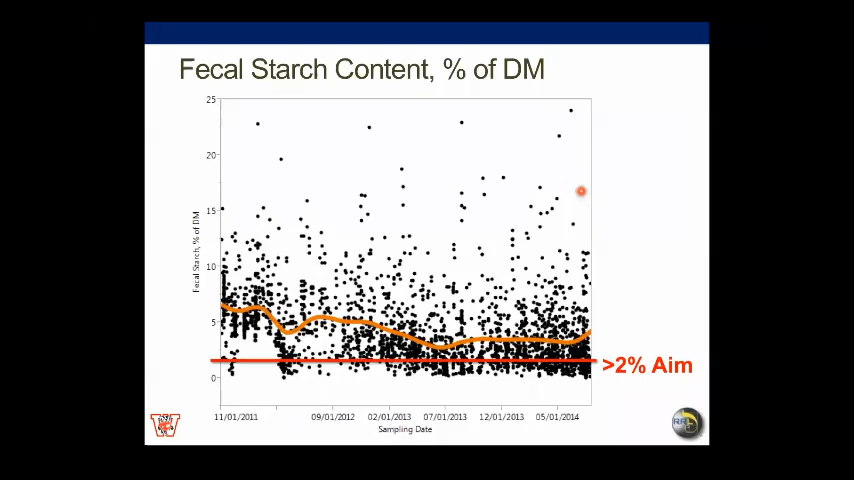 Fecal Starch Content, % of DM
25
20
15
10
5
0
Fecal Starch, % of DM
>2% Aim
11/01/2011 09/01/2012 02/01/2013 07/01/2013 12/01/2013 05/01/2014
Sampling Date
W